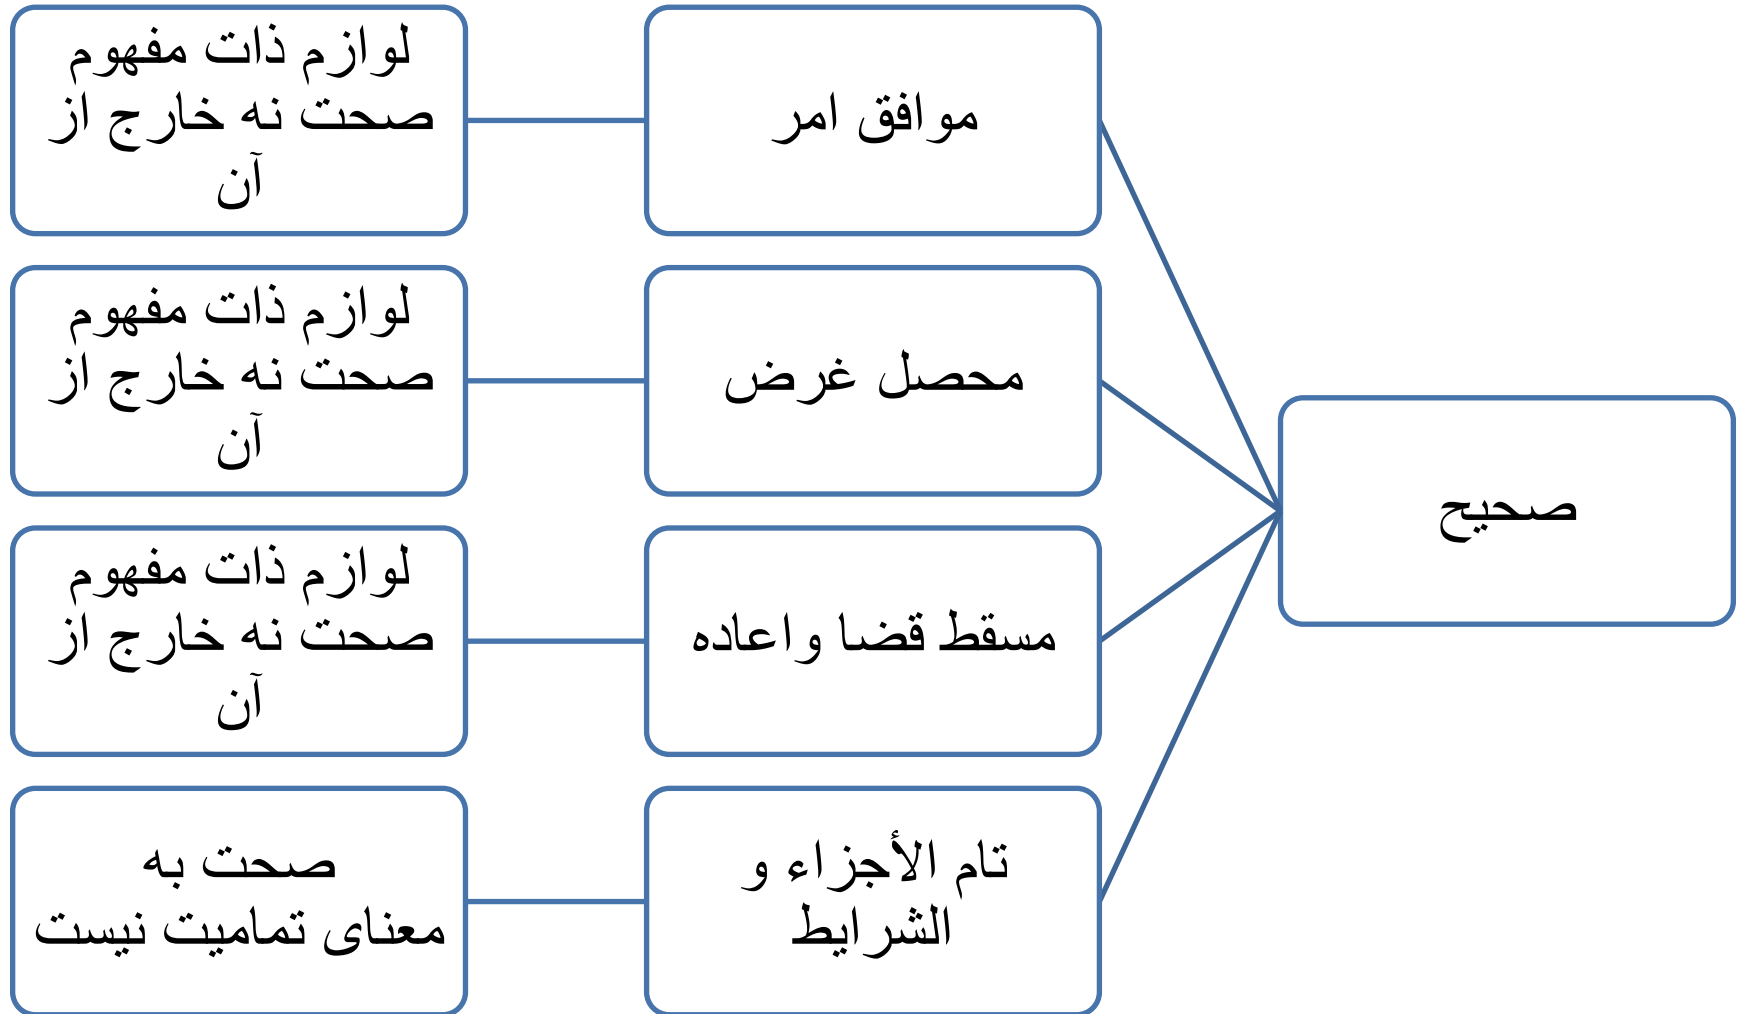 صحیح
موافق امر
لوازم ذات مفهوم
صحت نه خارج از
آن
محصل غرض
لوازم ذات مفهوم
صحت نه خارج از
آن
مسقط قضا واعاده
لوازم ذات مفهوم
صحت نه خارج از
آن
تام الأجزاء و
الشرایط
صحت به
معنای تمامیت نیست